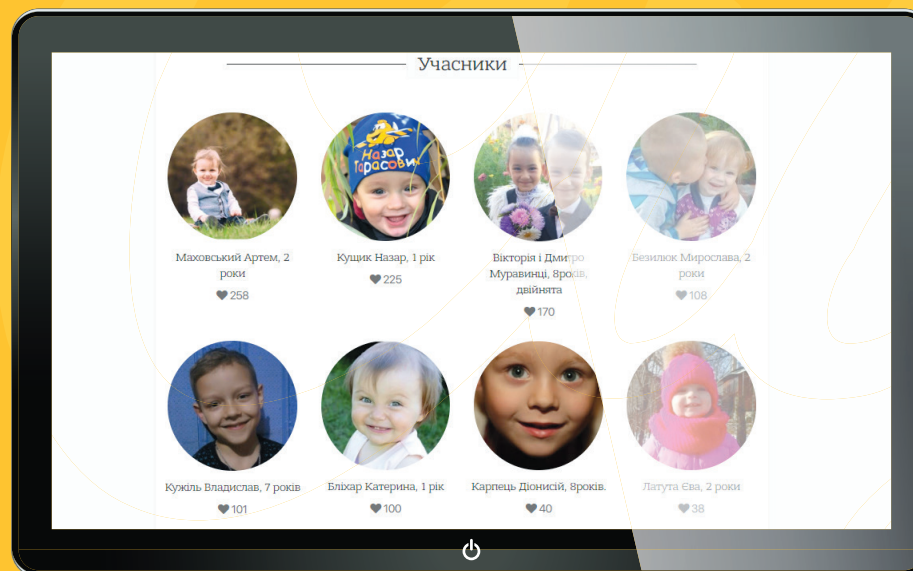 Учасники
Назар
Тарасович
Маховський Артем, 2
роки
258
Кущик Назар, 1 рік
225
Вікторія і Дмитро
Муравинці, 8років,
двійнята
170
Безилюк Мирослава, 2
роки
108
Кужіль Владислав, 7 років
101
Бліхар Катерина, 1 рік
100
Карпець Діонисій, 8років.
40
Латута Єва, 2 роки
38